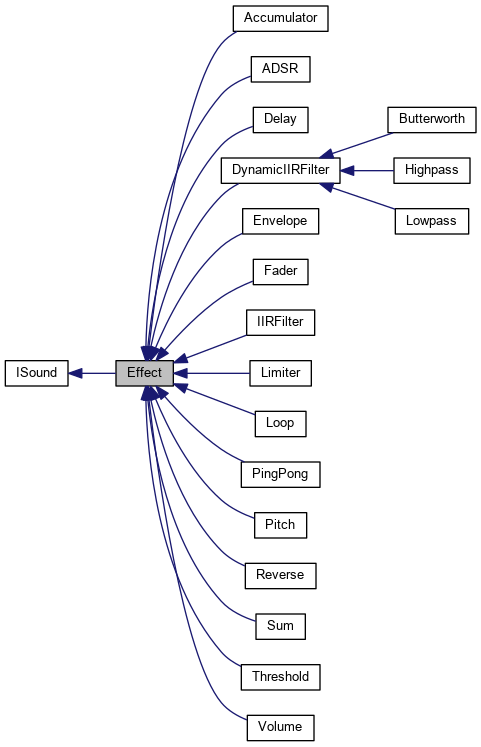 Accumulator
ADSR
Delay
Butterworth
DynamicIIRFilter
Highpass
Envelope
Lowpass
Fader
IIRFilter
ISound
Effect
Limiter
Loop
PingPong
Pitch
Reverse
Sum
Threshold
Volume